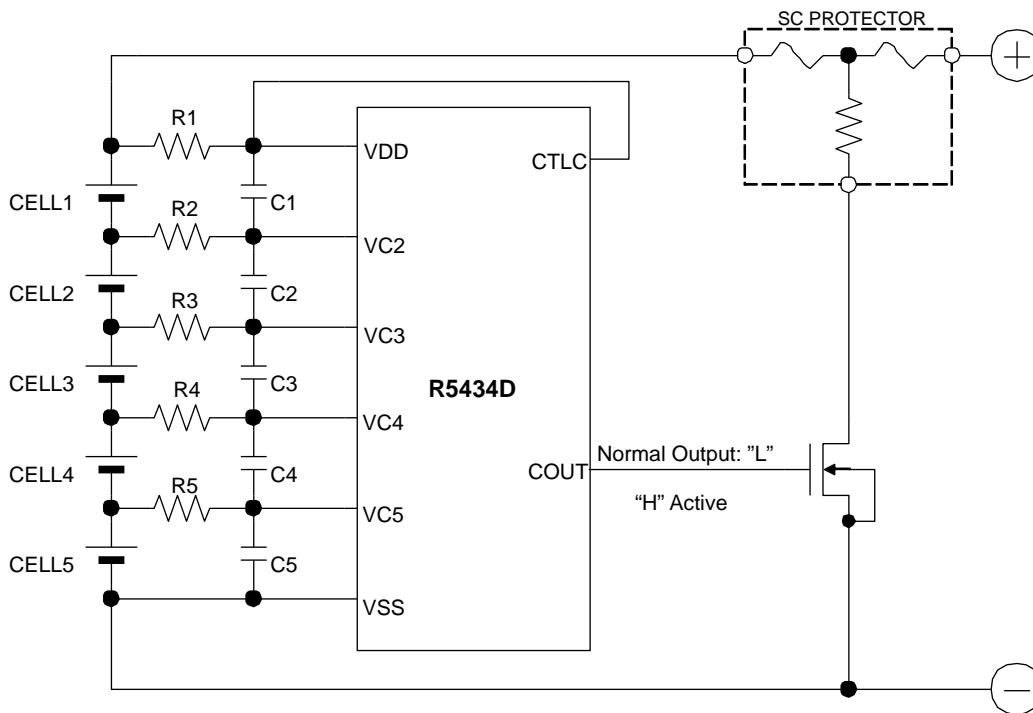 SC PROTECTOR
R1
VDD
CTLC
CELL1
C1
R2
VC2
CELL2
C2
R3
VC3
CELL3
C3
R4
R5434D
VC4
CELL4
C4
COUT
Normal Output: ”L”
“H” Active
R5
VC5
CELL5
C5
VSS